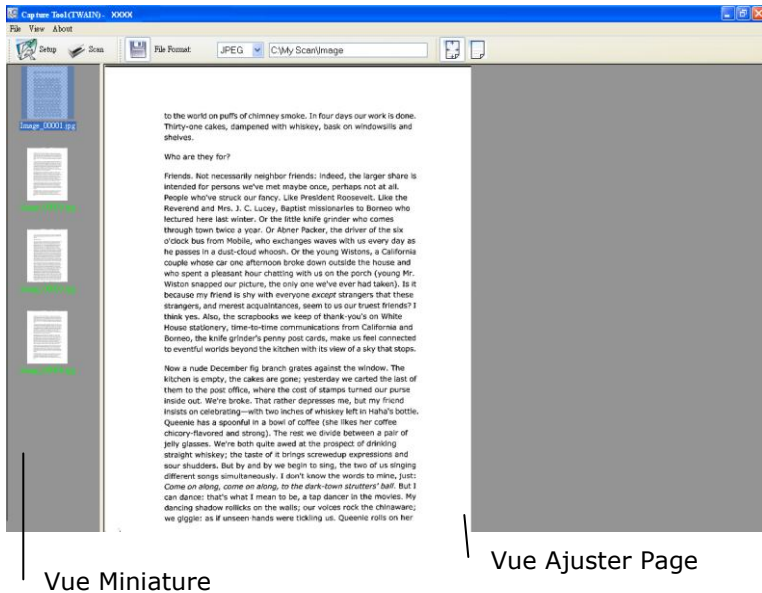 Capture Tool(TWAIN) - XXXX
File View About
Setup Scan File Format: JPEG C:\My Scan\Image
Image_00001.jpg
to the world on puffs of chimney smoke. In four days our work is done.
Thirty-one cakes, dampened with whiskey, bask on windowsills and
shelves.
Who are they for?
Friends. Not necessarily neighbor friends: indeed, the larger share is
intended for persons we've met maybe once, perhaps not at all.
People who've struck our fancy. Like President Roosevelt. Like the
Reverend and Mrs. J. C. Lucey, Baptist missionaries to Borneo who
lectured here last winter. Or the little knife grinder who comes
through town twice a year. Or Abner Packer, the driver of the six
o'clock bus from Mobile, who exchanges waves with us every day as
he passes in a dust-cloud whoosh. Or the young Wistons, a California
couple whose car one afternoon broke down outside the house and
who spent a pleasant hour chatting with us on the porch (young Mr.
Wiston snapped our picture, the only one we've ever had taken). Is it
because my friend is shy with everyone except strangers that these
strangers, and merest acquaintances, seem to us our truest friends? I
think yes. Also, the scrapbooks we keep of thank-you's on White
House stationery, time-to-time communications from California and
Borneo, the knife grinder's penny post cards, make us feel connected
to eventful worlds beyond the kitchen with its view of a sky that stops.
Now a nude December fig branch grates against the window. The
kitchen is empty, the cakes are gone; yesterday we carted the last of
them to the post office, where the cost of stamps turned our purse
inside out. We're broke. That rather depresses me, but my friend
insists on celebrating—with two inches of whiskey left in Haha's bottle.
Queenie has a spoonful in a bowl of coffee (she likes her coffee
chicory-flavored and strong). The rest we divide between a pair of
jelly glasses. We're both quite awed at the prospect of drinking
straight whiskey; the taste of it brings screwedup expressions and
sour shudders. But by and by we begin to sing, the two of us singing
different songs simultaneously. I don't know the words to mine, just:
Come on along, come on along, to the dark-town strutters' ball. But I
can dance: that's what I mean to be, a tap dancer in the movies. My
dancing shadow rollicks on the walls; our voices rock the chinaware;
we giggle: as if unseen hands were tickling us. Queenie rolls on her
Vue Ajuster Page
Vue Miniature